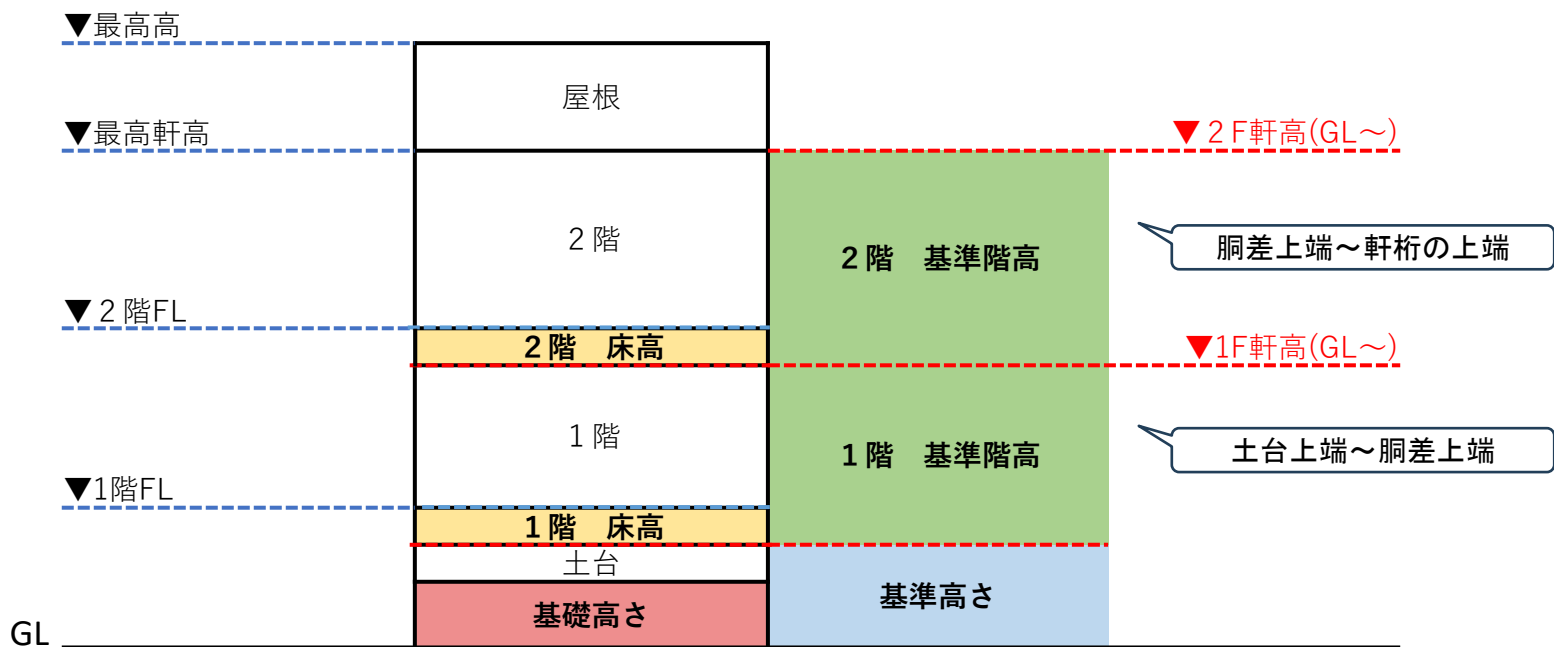 ▼最高高
屋根
▼最高軒高
▼２F軒高(GL～)
２階
２階　基準階高
胴差上端～軒桁の上端
▼２階FL
２階　床高
▼1F軒高(GL～)
１階
１階　基準階高
土台上端～胴差上端
▼1階FL
１階　床高
土台
基準高さ
基礎高さ
GL